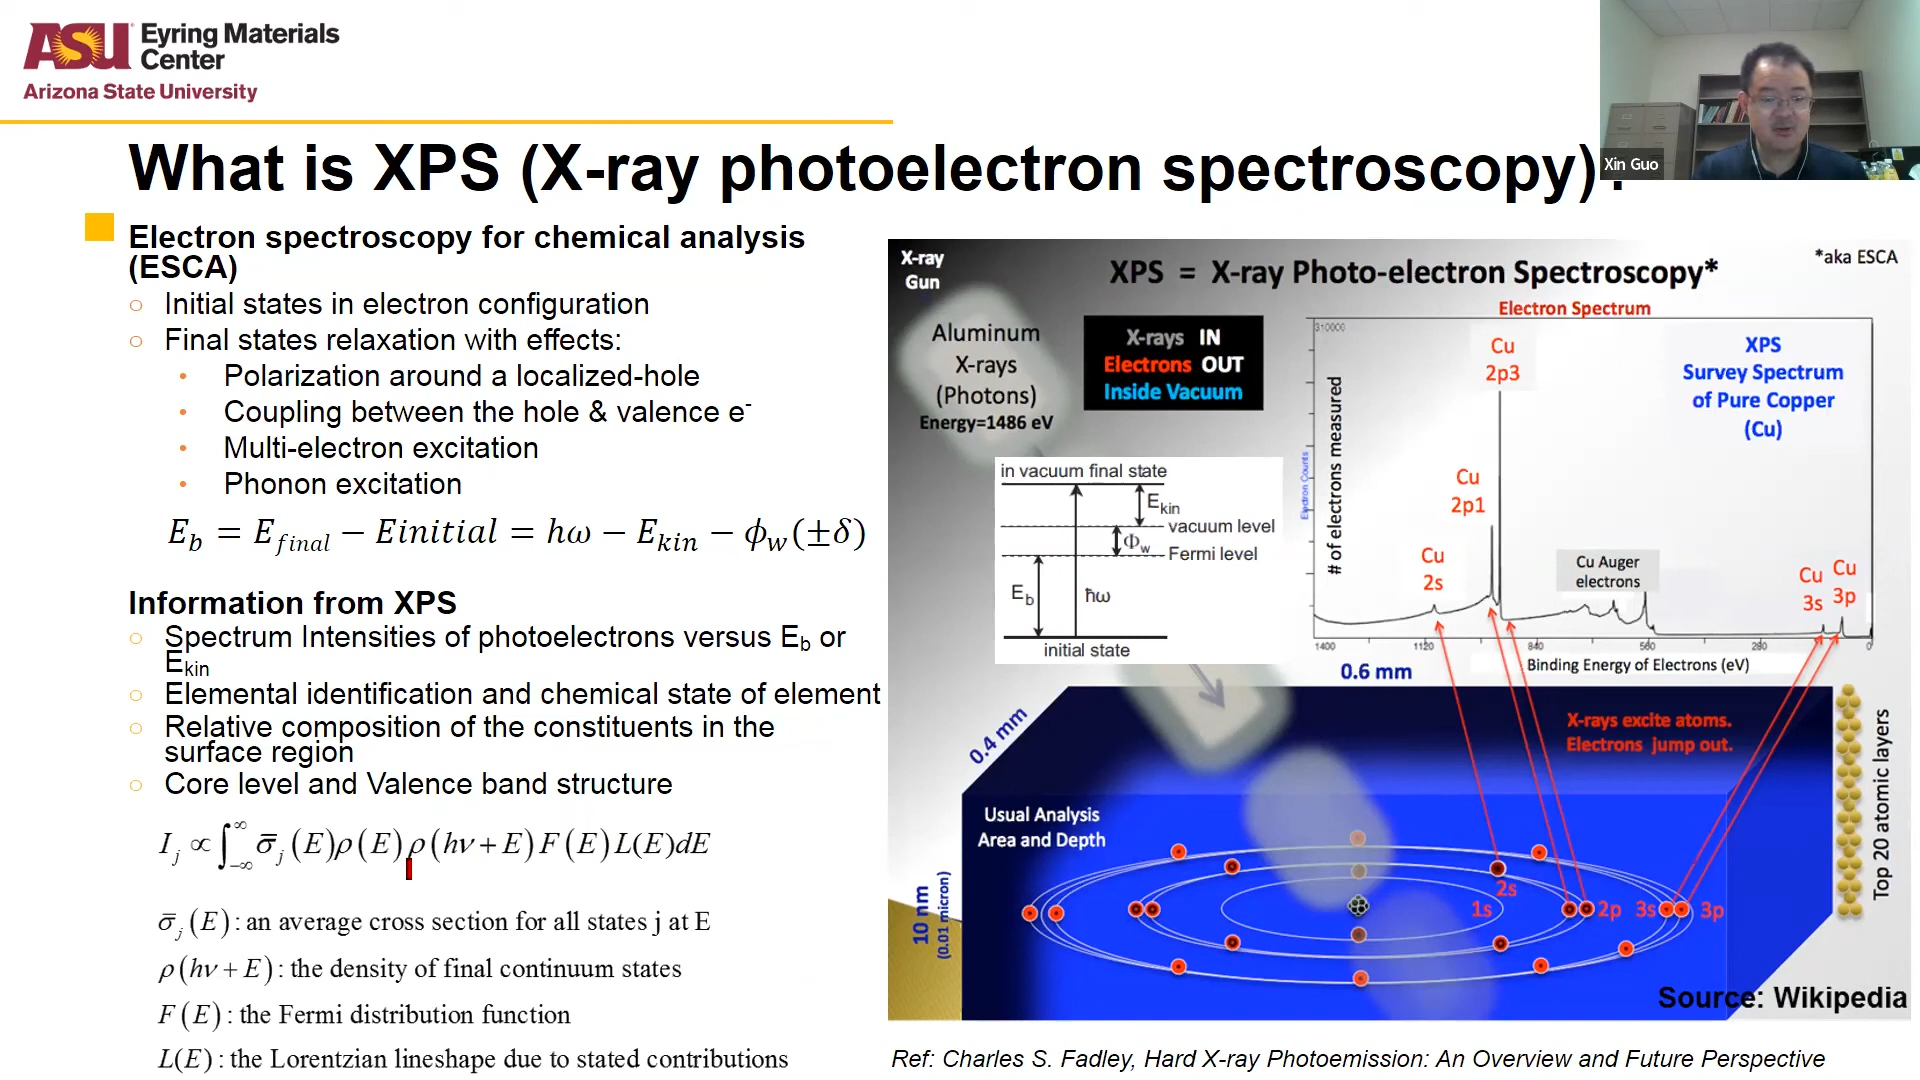 ASU Eyring Materials
Center
Arizona State University
Xin Guo
What is XPS (X-ray photoelectron spectroscopy)
Electron spectroscopy for chemical analysis
(ESCA)
Initial states in electron configuration
Final states relaxation with effects:
Polarization around a localized-hole
Coupling between the hole & valence e⁻
Multi-electron excitation
Phonon excitation
E_b = E_final − Einitial = hω − E_kin − ϕ_w(±δ)
Information from XPS
Spectrum Intensities of photoelectrons versus E_b or
E_kin
Elemental identification and chemical state of element
Relative composition of the constituents in the
surface region
Core level and Valence band structure
I_j ∝ ∫_{−∞}^{∞} σ̄_j (E)ρ(E)ρ(hν+E)F(E)L(E)dE
σ̄_j (E) : an average cross section for all states j at E
ρ(hν+E) : the density of final continuum states
F(E) : the Fermi distribution function
L(E) : the Lorentzian lineshape due to stated contributions
X-ray
Gun
XPS = X-ray Photo-electron Spectroscopy*
*aka ESCA
Aluminum
X-rays
(Photons)
Energy=1486 eV
X-rays IN
Electrons OUT
Inside Vacuum
Electron Spectrum
310000
XPS
Survey Spectrum
of Pure Copper
(Cu)
Cu
2p3
Cu
2p1
Cu
2s
Cu Auger
electrons
Cu
3s
Cu
3p
Electron Counts
# of electrons measured
1400 1120 840 560 280 0
Binding Energy of Electrons (eV)
in vacuum final state
E_kin
vacuum level
Φ_w
Fermi level
E_b
ħω
initial state
0.6 mm
0.4 mm
X-rays excite atoms.
Electrons jump out.
Top 20 atomic layers
Usual Analysis
Area and Depth
10 nm
(0.01 micron)
1s
2s
2p
3s
3p
Source: Wikipedia
Ref: Charles S. Fadley, Hard X-ray Photoemission: An Overview and Future Perspective